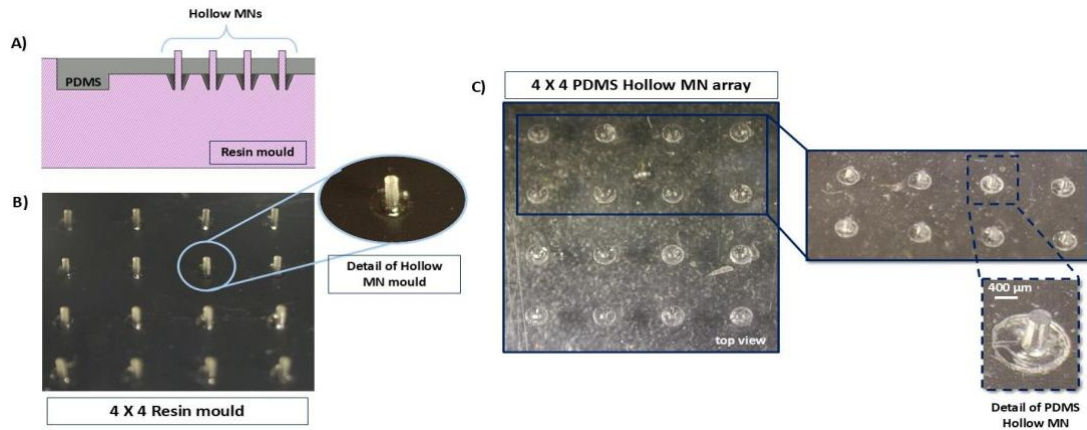 A)
Hollow MNs
PDMS
Resin mould
B)
Detail of Hollow
MN mould
4 X 4 Resin mould
C)
4 X 4 PDMS Hollow MN array
top view
400 µm
Detail of PDMS
Hollow MN